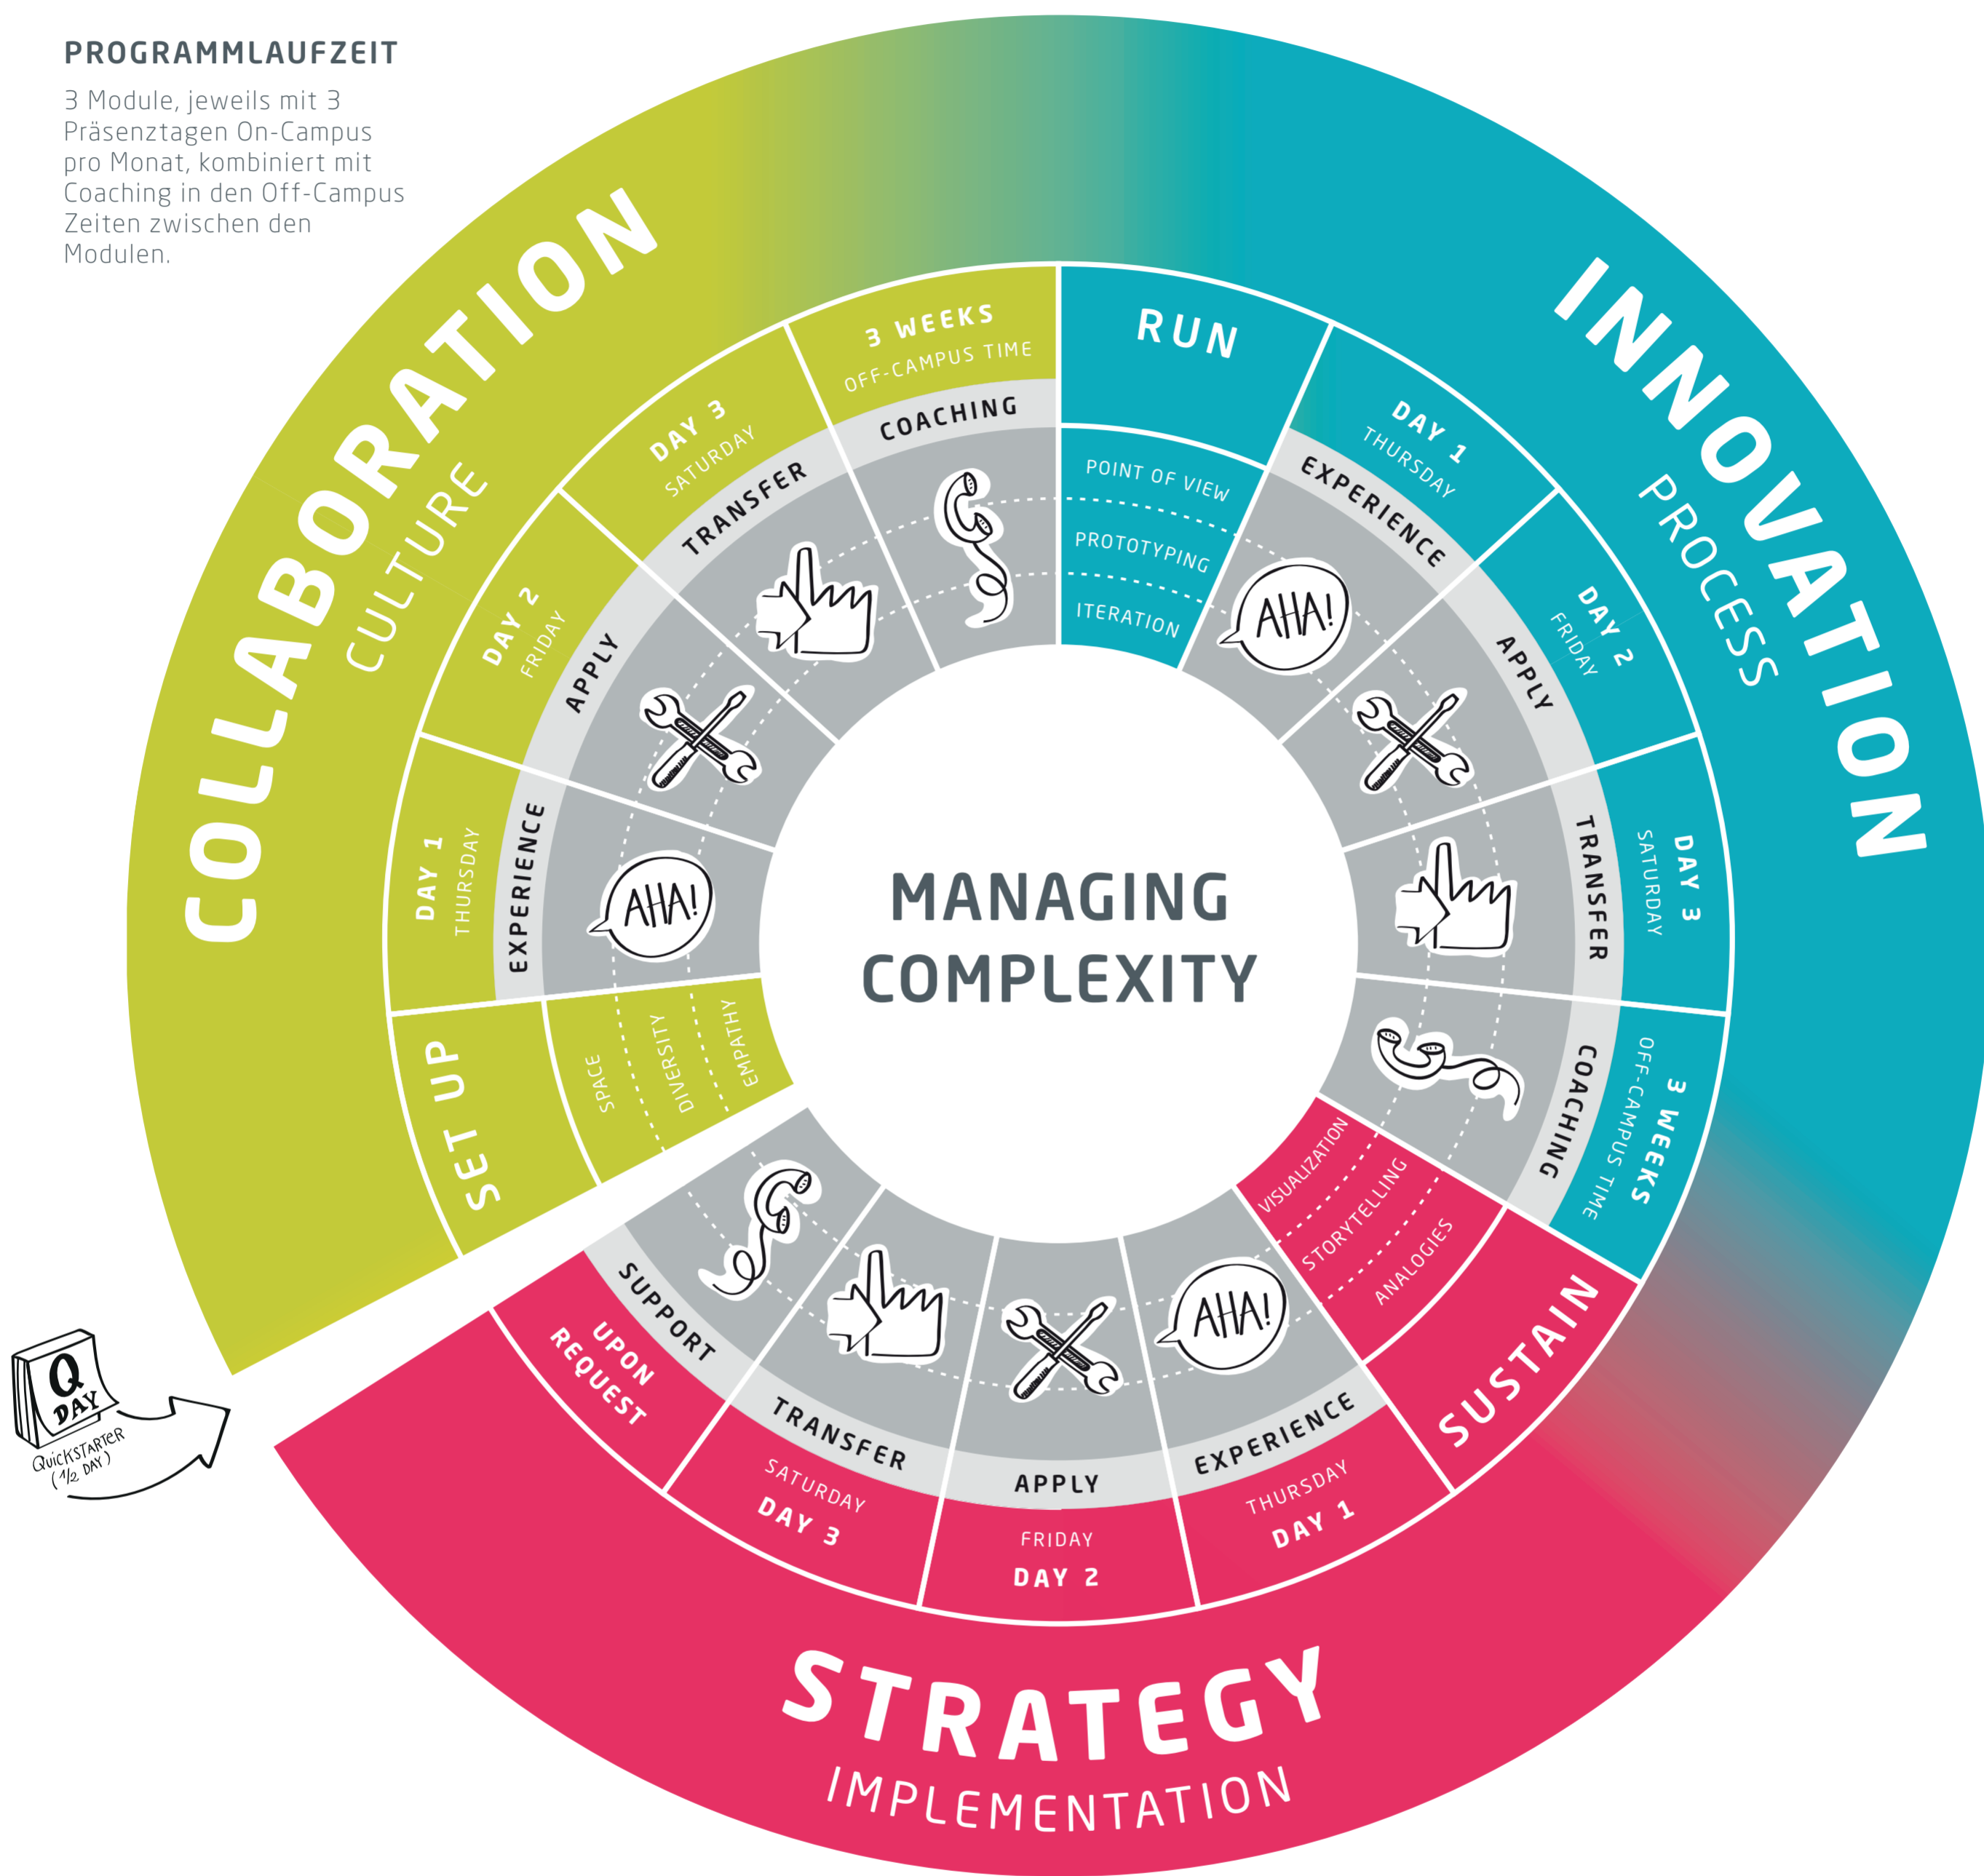 PROGRAMMLAUFZEIT
3 Module, jeweils mit 3
Präsenztagen On-Campus
pro Monat, kombiniert mit
Coaching in den Off-Campus
Zeiten zwischen den
Modulen.
Q
DAY
QUICKSTARTER
(1/2 DAY)
COLLABORATION
CULTURE
SET UP
SPACE
DIVERSITY
EMPATHY
DAY 1
THURSDAY
EXPERIENCE
AHA!
DAY 2
FRIDAY
APPLY
DAY 3
SATURDAY
TRANSFER
3 WEEKS
OFF-CAMPUS TIME
COACHING
INNOVATION
PROCESS
RUN
POINT OF VIEW
PROTOTYPING
ITERATION
DAY 1
THURSDAY
EXPERIENCE
AHA!
DAY 2
FRIDAY
APPLY
DAY 3
SATURDAY
TRANSFER
3 WEEKS
OFF-CAMPUS TIME
COACHING
STRATEGY
IMPLEMENTATION
SUSTAIN
VISUALIZATION
STORYTELLING
ANALOGIES
EXPERIENCE
THURSDAY
DAY 1
AHA!
APPLY
FRIDAY
DAY 2
TRANSFER
SATURDAY
DAY 3
SUPPORT
UPON
REQUEST
MANAGING
COMPLEXITY